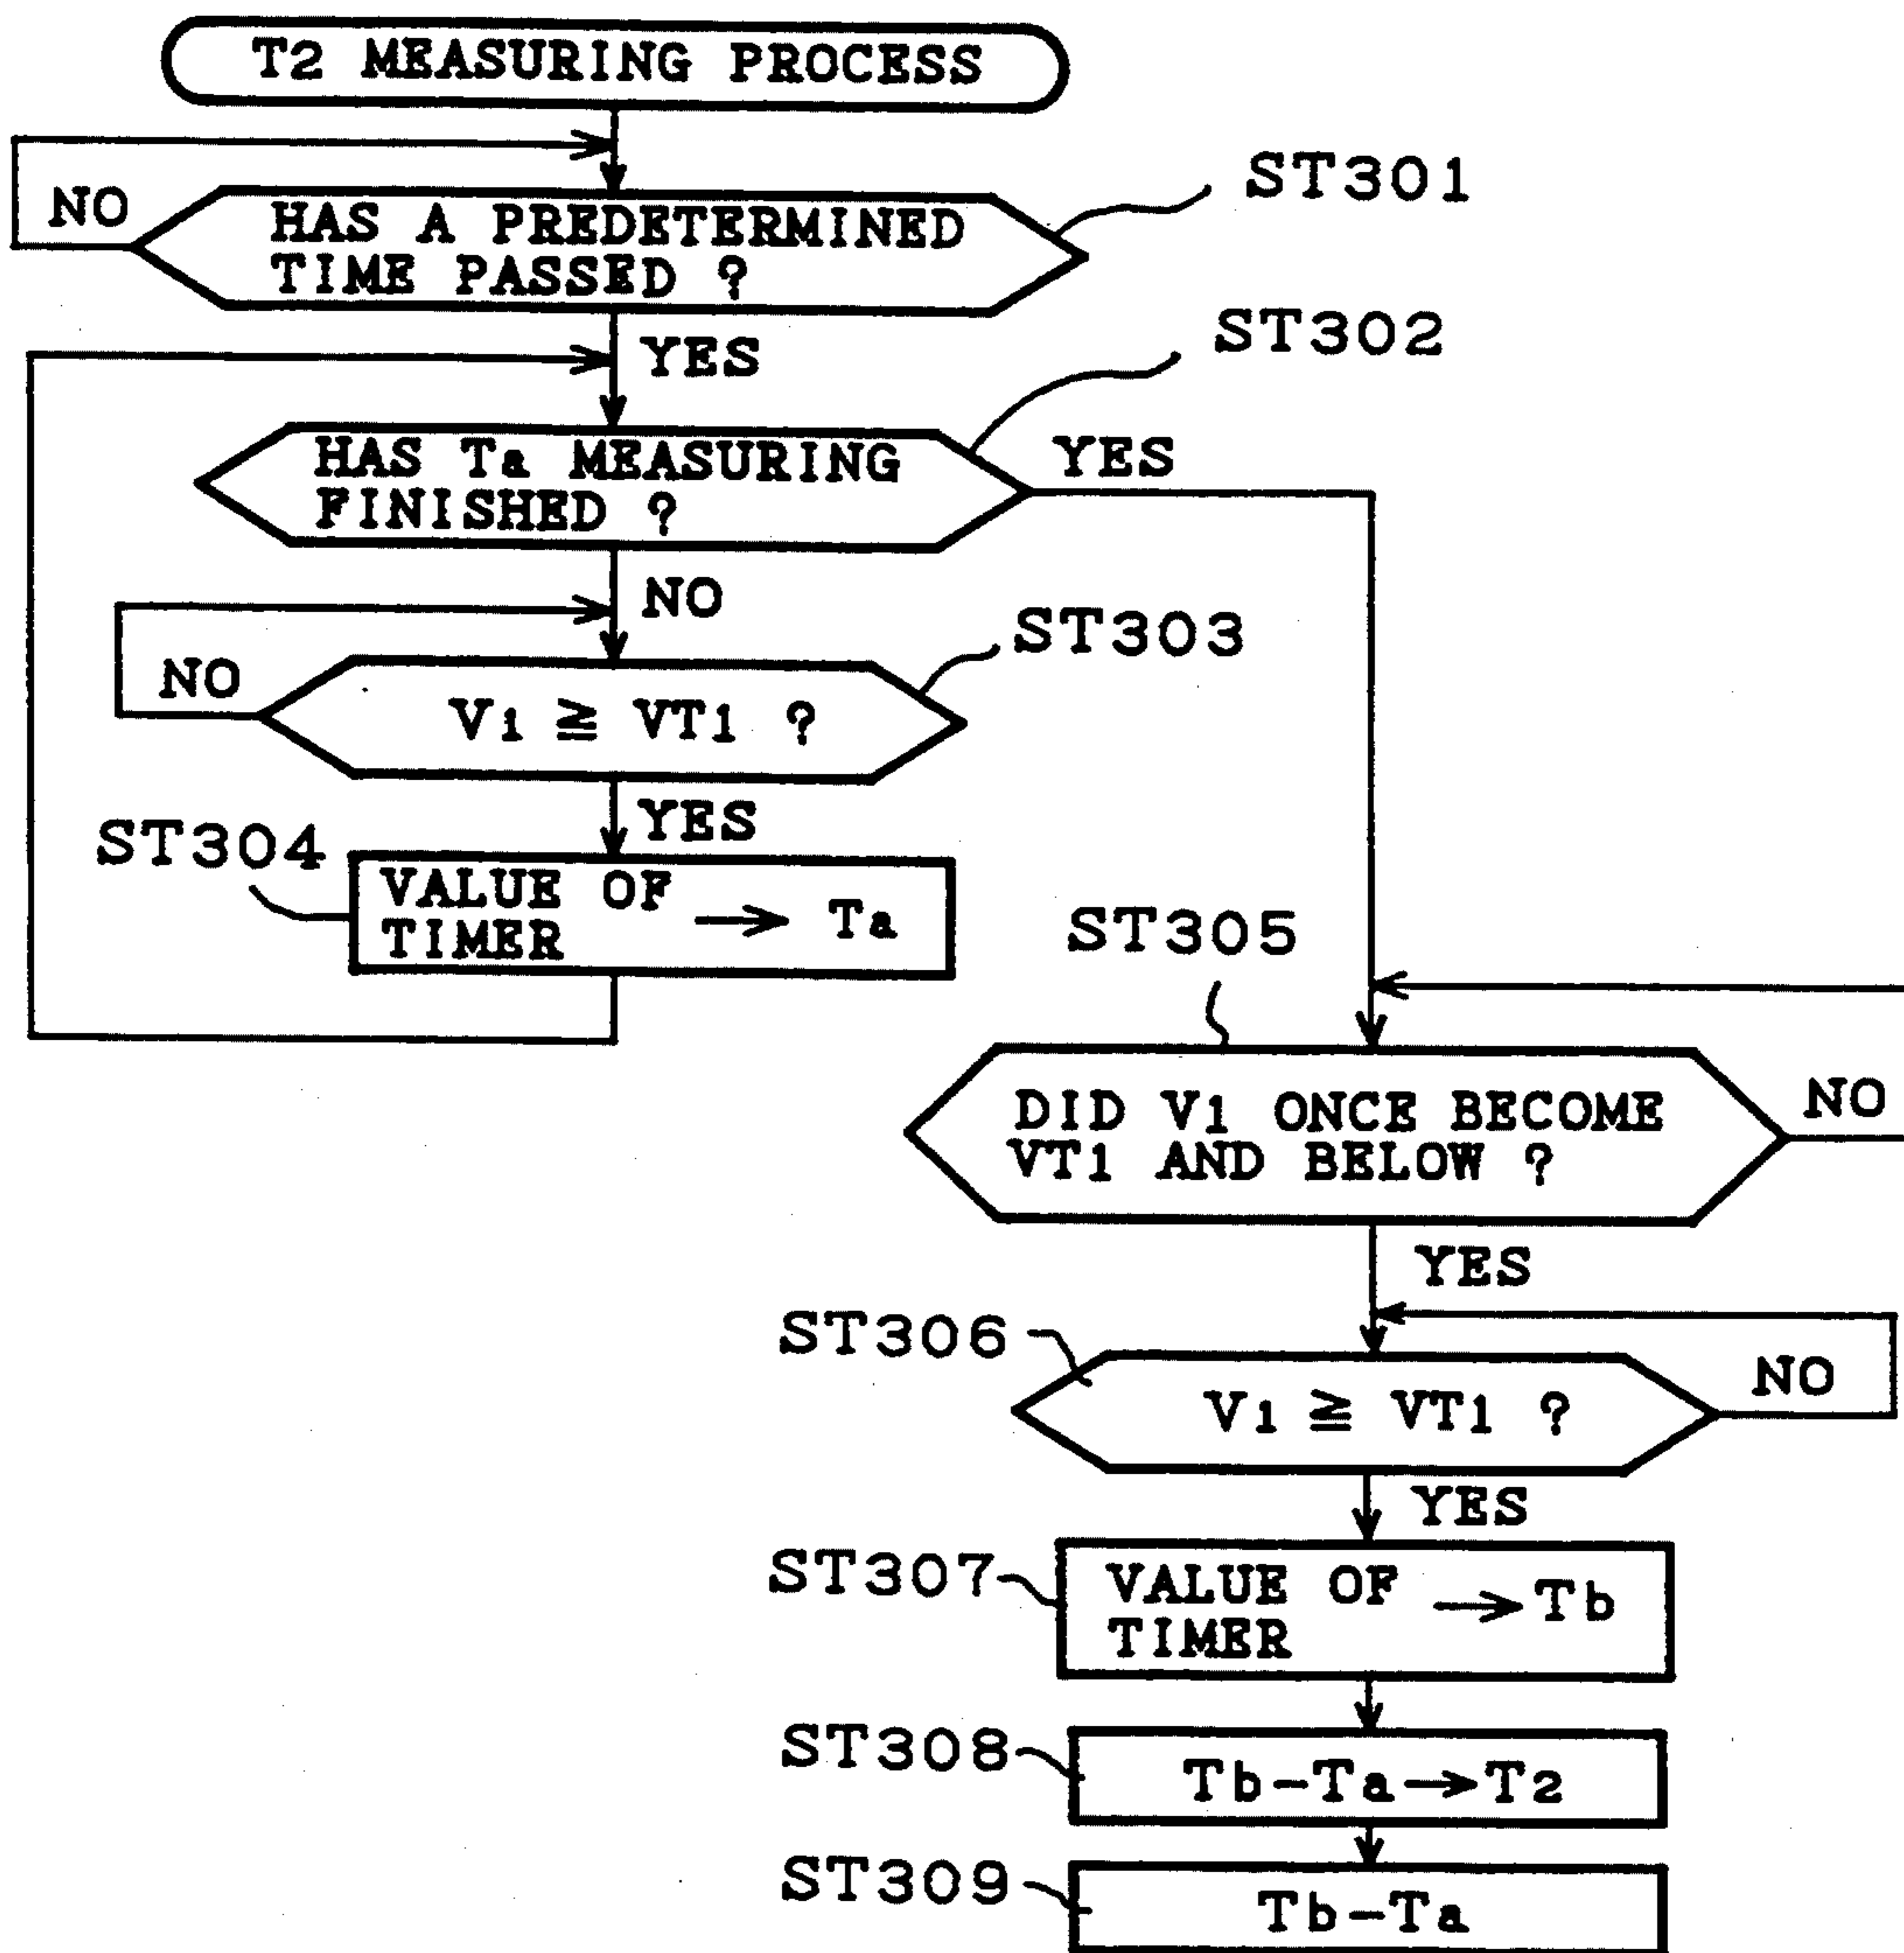 T2 MEASURING PROCESS
ST301
NO
HAS A PREDETERMINED
TIME PASSED ?
YES
ST302
HAS Ta MEASURING
FINISHED ?
YES
NO
ST303
NO
V1 ≧ VT1 ?
YES
ST304
VALUE OF
TIMER
→ Ta
ST305
DID V1 ONCE BECOME
VT1 AND BELOW ?
NO
YES
ST306
V1 ≧ VT1 ?
NO
YES
ST307
VALUE OF
TIMER
→ Tb
ST308
Tb-Ta→T2
ST309
Tb-Ta